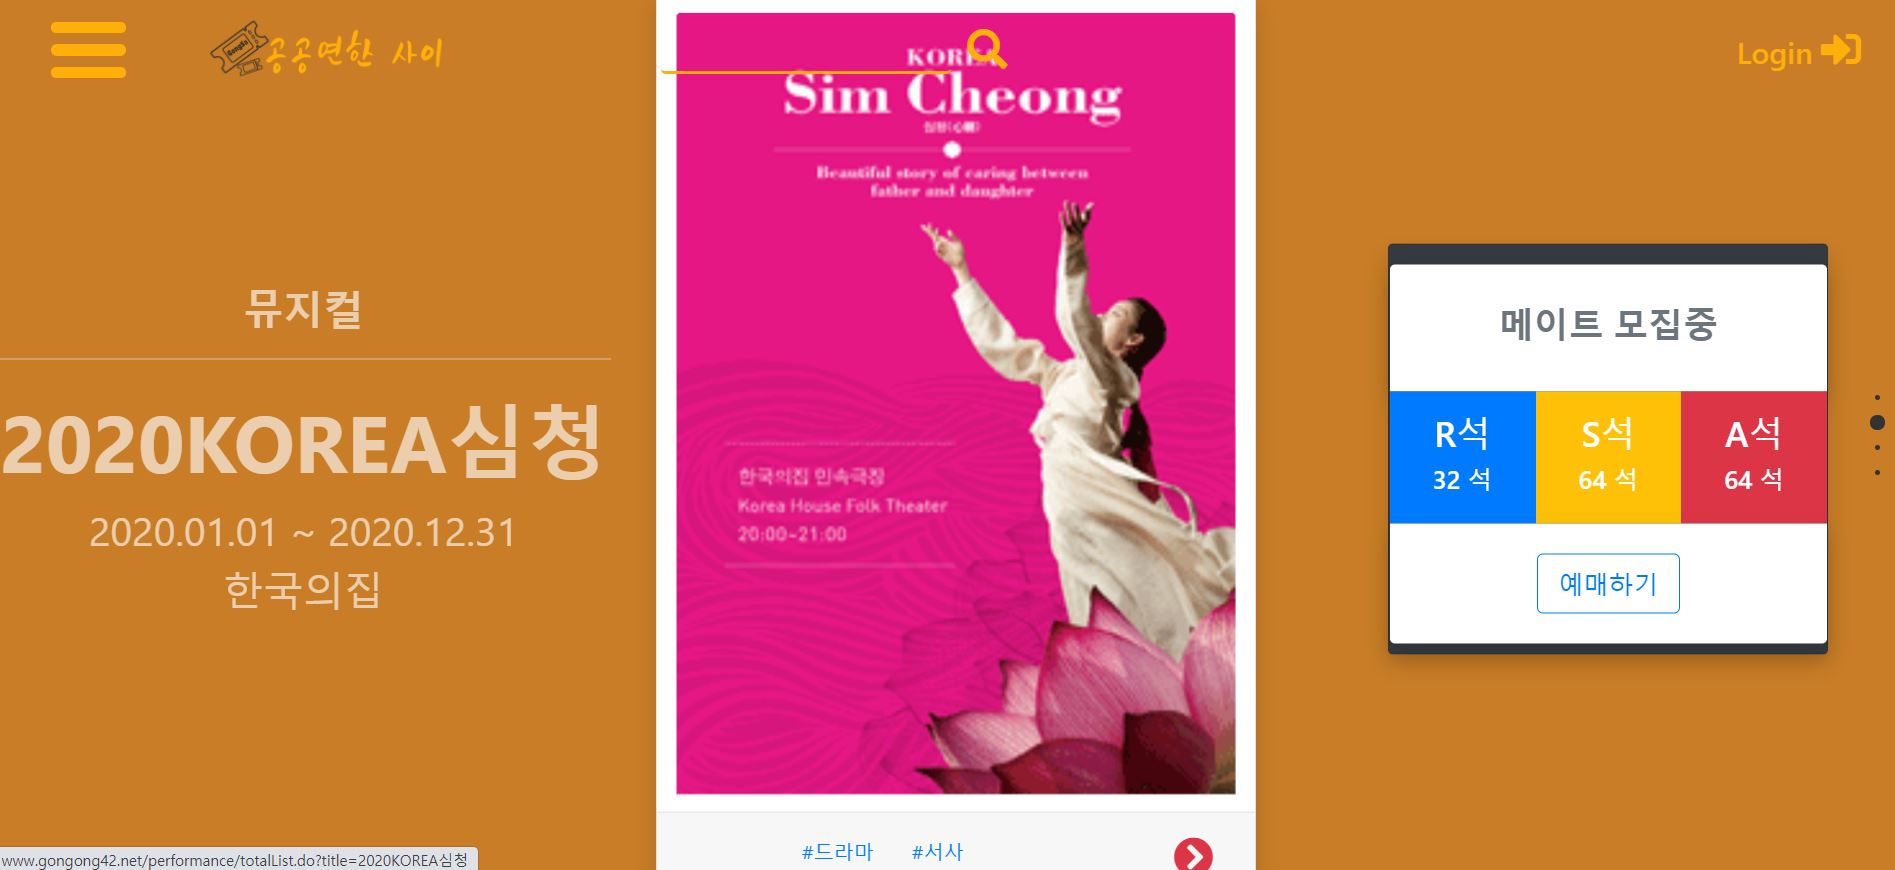 GongSa
공공연한 사이
Login
뮤지컬
2020KOREA심청
2020.01.01 ~ 2020.12.31
한국의집
KOREA
Sim Cheong
Beautiful story of caring between
father and daughter
한국의집 민속극장
Korea House Folk Theater
20:00~21:00
#드라마 #서사
메이트 모집중
R석 S석 A석
32 석 64 석 64 석
예매하기
www.gongong42.net/performance/totalList.do?title=2020KOREA심청